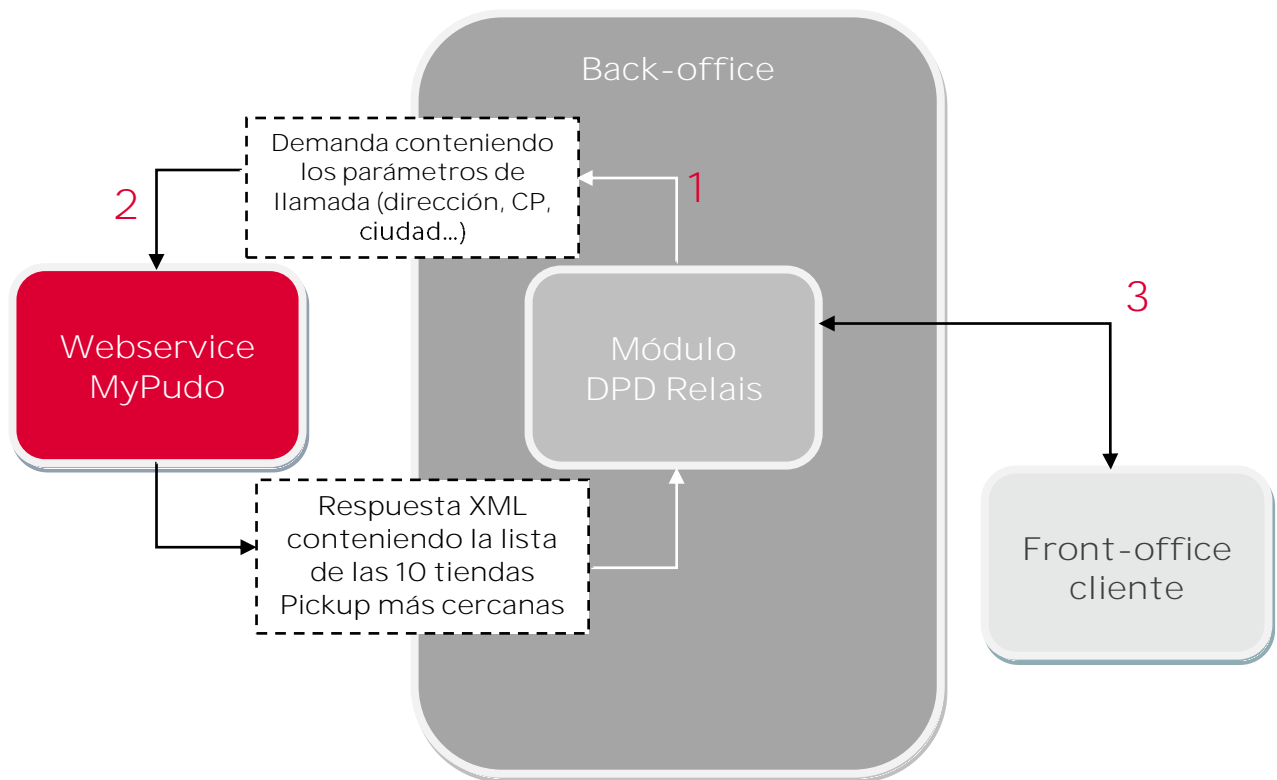 Back-office
Demanda conteniendo
los parámetros de
llamada (dirección, CP,
ciudad...)
1
2
3
Webservice
MyPudo
Módulo
DPD Relais
Respuesta XML
conteniendo la lista
de las 10 tiendas
Pickup más cercanas
Front-office
cliente